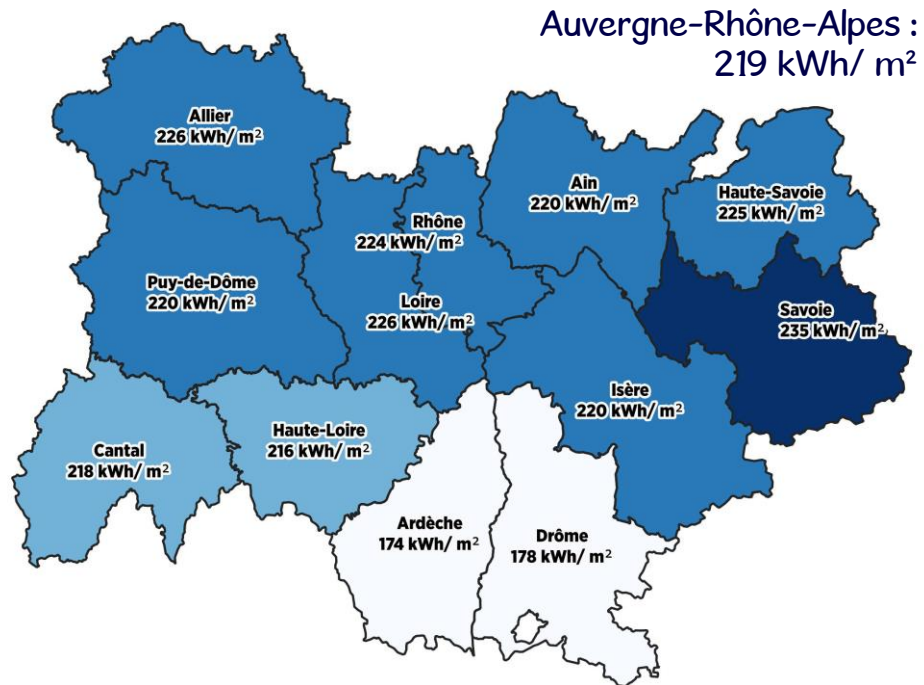 Auvergne-Rhône-Alpes :
219 kWh/ m²
Allier
226 kWh/ m²
Ain
220 kWh/ m²
Haute-Savoie
225 kWh/ m²
Rhône
224 kWh/ m²
Puy-de-Dôme
220 kWh/ m²
Loire
226 kWh/ m²
Savoie
235 kWh/ m²
Isère
220 kWh/ m²
Haute-Loire
216 kWh/ m²
Cantal
218 kWh/ m²
Ardèche
174 kWh/ m²
Drôme
178 kWh/ m²